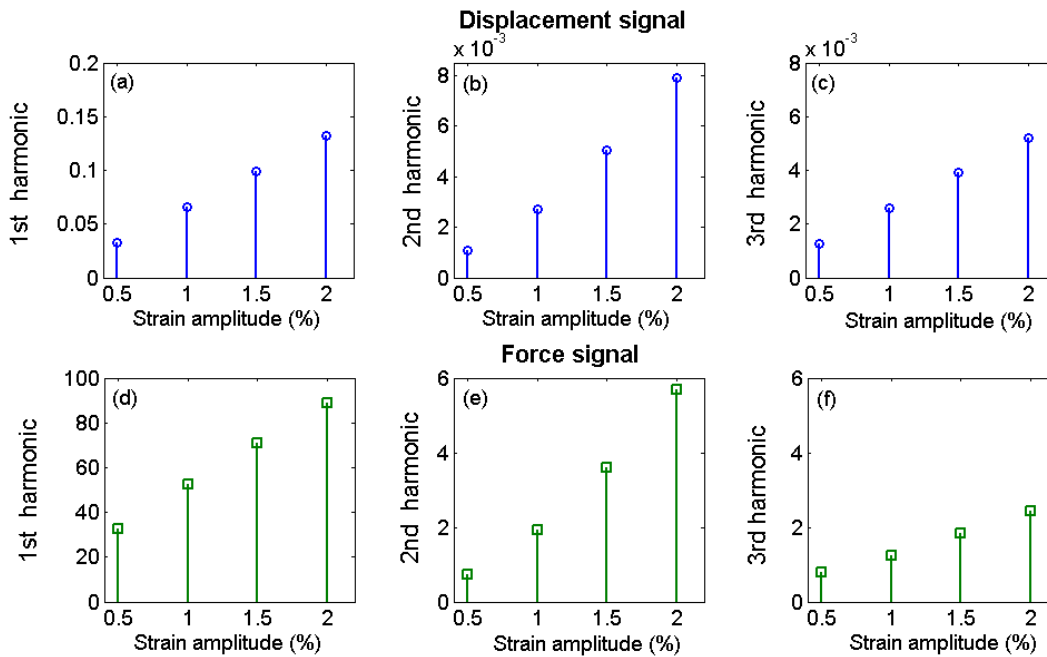 Displacement signal
x 10⁻³
x 10⁻³
(a)
0.2
0.15
0.1
0.05
0
1st harmonic
0.5 1 1.5 2
Strain amplitude (%)
(b)
8
6
4
2
0
2nd harmonic
0.5 1 1.5 2
Strain amplitude (%)
(c)
8
6
4
2
0
3rd harmonic
0.5 1 1.5 2
Strain amplitude (%)
Force signal
(d)
100
80
60
40
20
0
1st harmonic
0.5 1 1.5 2
Strain amplitude (%)
(e)
6
4
2
0
2nd harmonic
0.5 1 1.5 2
Strain amplitude (%)
(f)
6
4
2
0
3rd harmonic
0.5 1 1.5 2
Strain amplitude (%)